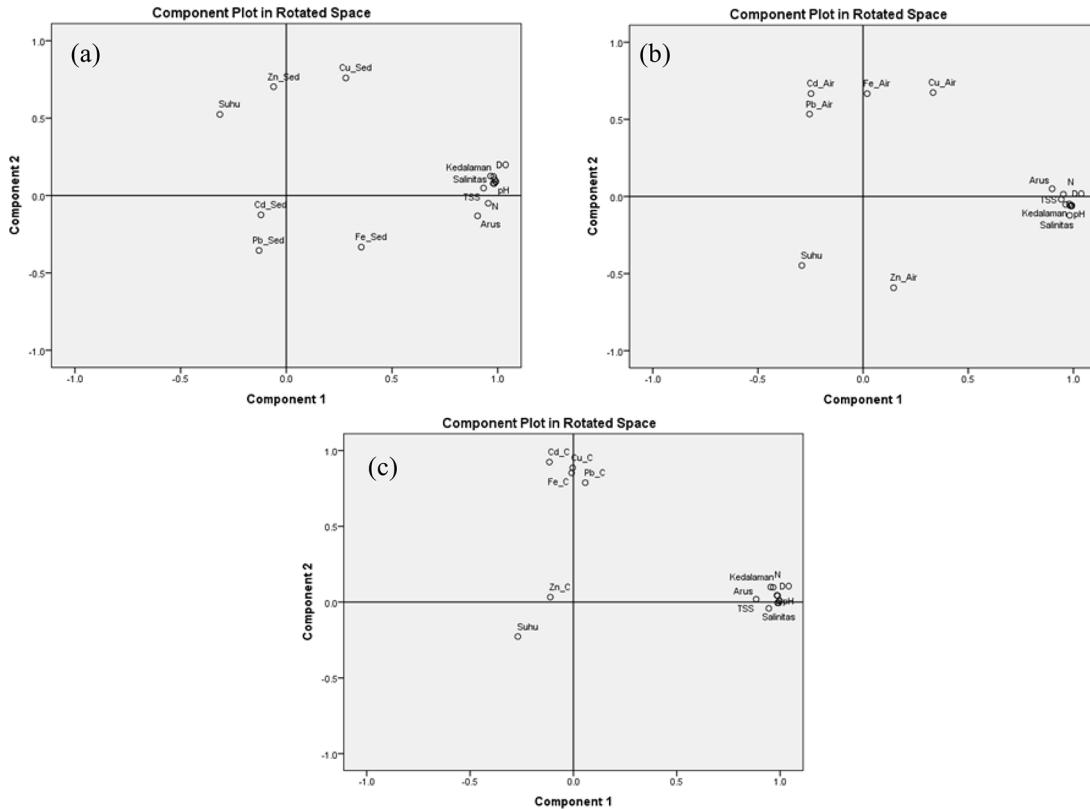 Component Plot in Rotated Space
(a)
1.0
0.5
0.0
-0.5
-1.0
Component 2
Cu_Sed
Zn_Sed
Suhu
DO
Kedalaman
Salinitas
pH
TSS
N
Arus
Cd_Sed
Pb_Sed
Fe_Sed
-1.0 -0.5 0.0 0.5 1.0
Component 1
Component Plot in Rotated Space
(b)
1.0
0.5
0.0
-0.5
-1.0
Component 2
Cd_Air Fe_Air Cu_Air
Pb_Air
Arus N
TSS DO
Kedalaman pH
Salinitas
Suhu
Zn_Air
-1.0 -0.5 0.0 0.5 1.0
Component 1
Component Plot in Rotated Space
(c)
1.0
0.5
0.0
-0.5
-1.0
Component 2
Cd_C Cu_C
Fe_C Pb_C
Kedalaman N DO
Arus
Zn_C
pH
TSS
Salinitas
Suhu
-1.0 -0.5 0.0 0.5 1.0
Component 1